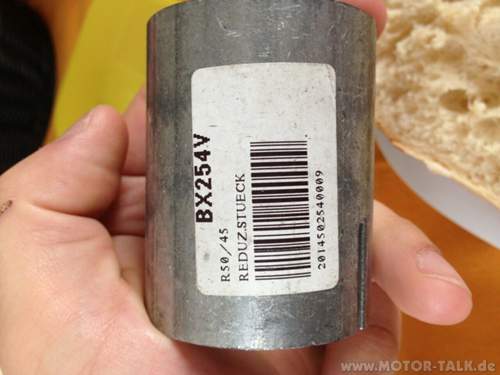 BX254V
R50/45
REDUZ.STUECK
2014502540009
www.MOTOR-TALK.de